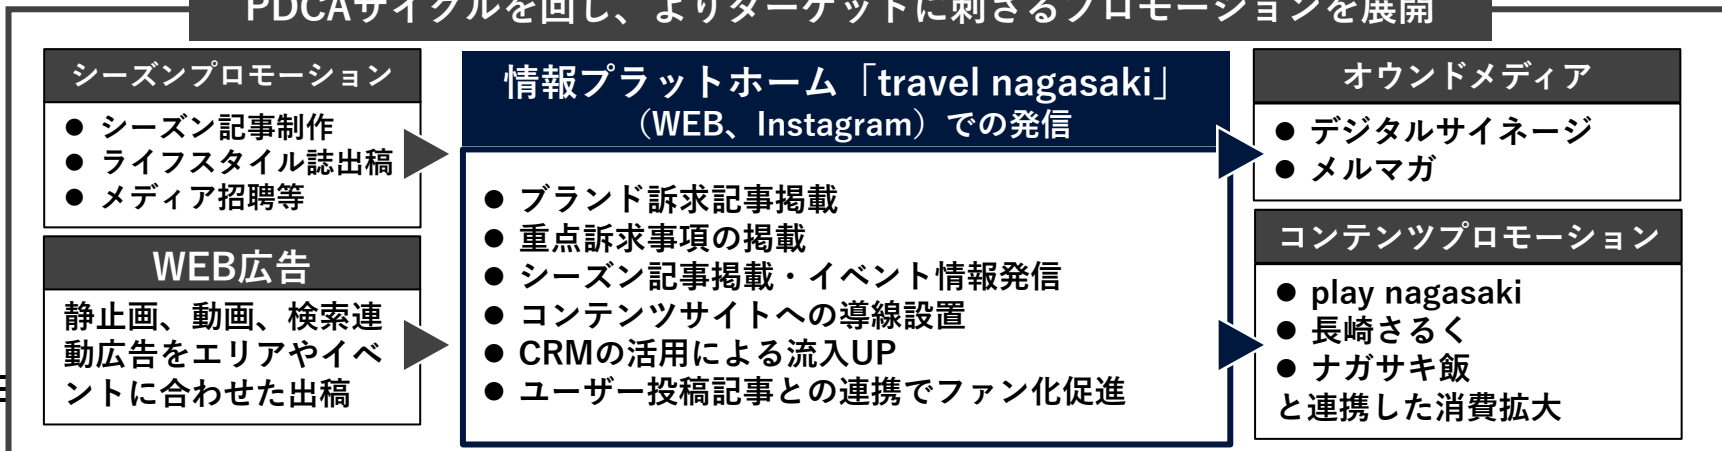 PDCAサイクルを回し、よりターゲットに刺さるプロモーションを展開
シーズンプロモーション
● シーズン記事制作
● ライフスタイル誌出稿
● メディア招聘等
WEB広告
静止画、動画、検索連
動広告をエリアやイベ
ントに合わせた出稿
情報プラットホーム「travel nagasaki」
（WEB、Instagram）での発信
● ブランド訴求記事掲載
● 重点訴求事項の掲載
● シーズン記事掲載・イベント情報発信
● コンテンツサイトへの導線設置
● CRMの活用による流入UP
● ユーザー投稿記事との連携でファン化促進
オウンドメディア
● デジタルサイネージ
● メルマガ
コンテンツプロモーション
● play nagasaki
● 長崎さるく
● ナガサキ飯
と連携した消費拡大